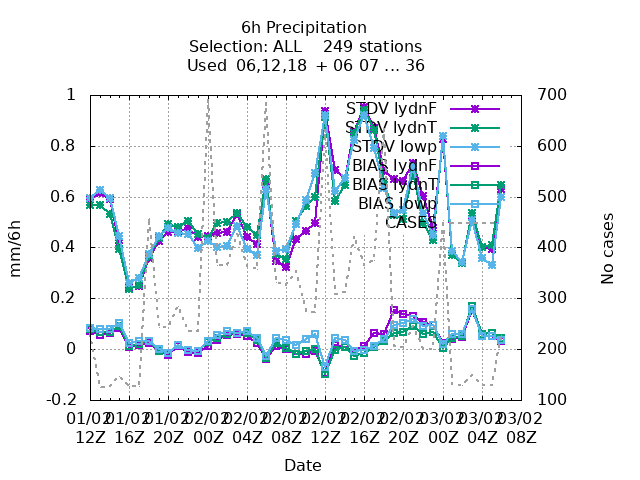 6h Precipitation
Selection: ALL 249 stations
Used 06,12,18 + 06 07 ... 36
1
0.8
0.6
0.4
0.2
0
-0.2
mm/6h
700
600
500
400
300
200
100
No cases
STDV lydnF
STDV lydnT
STDV lowp
BIAS lydnF
BIAS lydnT
BIAS lowp
CASES
01/02 01/02 01/02 02/02 02/02 02/02 02/02 02/02 02/02 03/02 03/02 03/02
12Z 16Z 20Z 00Z 04Z 08Z 12Z 16Z 20Z 00Z 04Z 08Z
Date